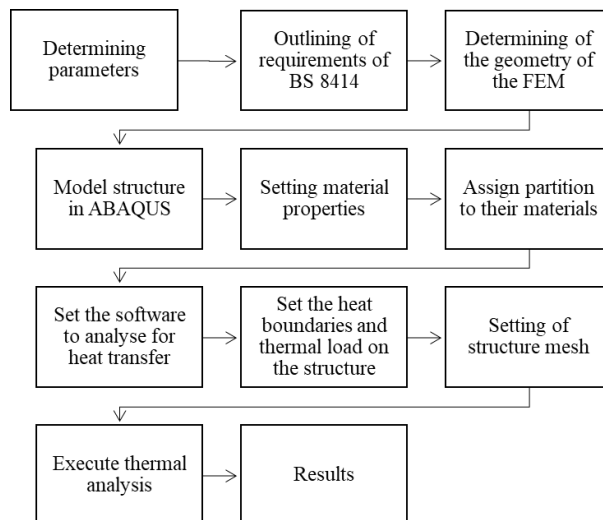 Determining
parameters
Outlining of
requirements of
BS 8414
Determining of
the geometry of
the FEM
Model structure
in ABAQUS
Setting material
properties
Assign partition
to their materials
Set the software
to analyse for
heat transfer
Set the heat
boundaries and
thermal load on
the structure
Setting of
structure mesh
Execute thermal
analysis
Results